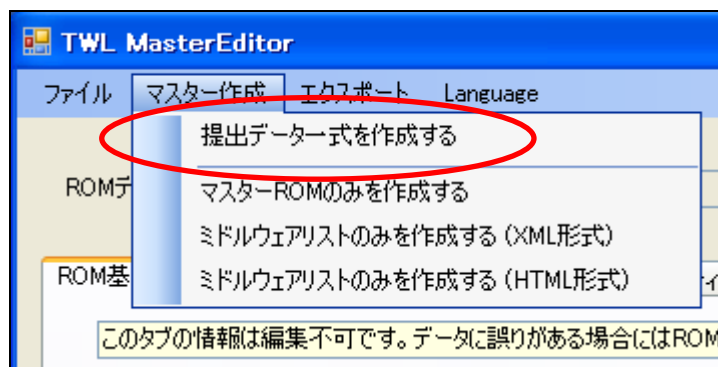 TWL MasterEditor
ファイル マスター作成 エクスポート Language
提出データ一式を作成する
ROMデ
マスターROMのみを作成する
ミドルウェアリストのみを作成する (XML形式)
ROM基
ミドルウェアリストのみを作成する (HTML形式)
イ
このタブの情報は編集不可です。データに誤りがある場合にはROM